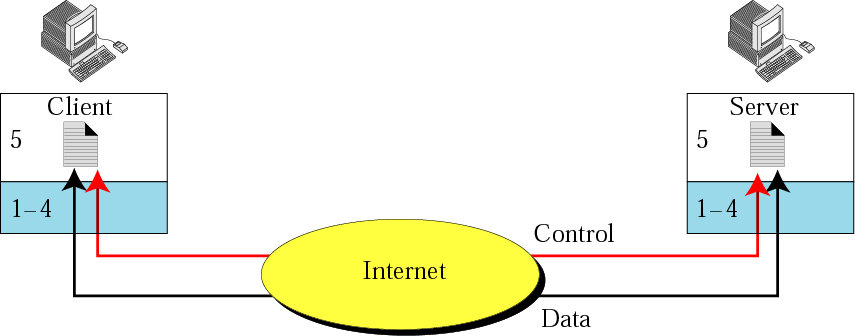 Client
Server
5
5
1–4
1–4
Control
Internet
Data